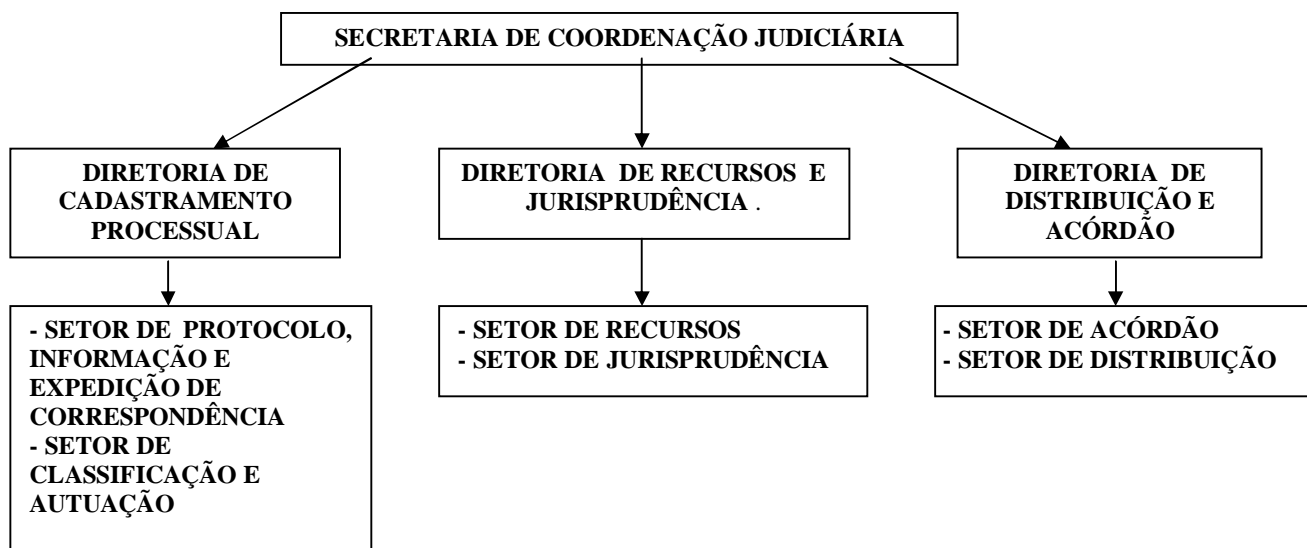 SECRETARIA DE COORDENAÇÃO JUDICIÁRIA
DIRETORIA DE
CADASTRAMENTO
PROCESSUAL
DIRETORIA DE RECURSOS E
JURISPRUDÊNCIA .
DIRETORIA DE
DISTRIBUIÇÃO E
ACÓRDÃO
- SETOR DE PROTOCOLO,
INFORMAÇÃO E
EXPEDIÇÃO DE
CORRESPONDÊNCIA
- SETOR DE
CLASSIFICAÇÃO E
AUTUAÇÃO
- SETOR DE RECURSOS
- SETOR DE JURISPRUDÊNCIA
- SETOR DE ACÓRDÃO
- SETOR DE DISTRIBUIÇÃO